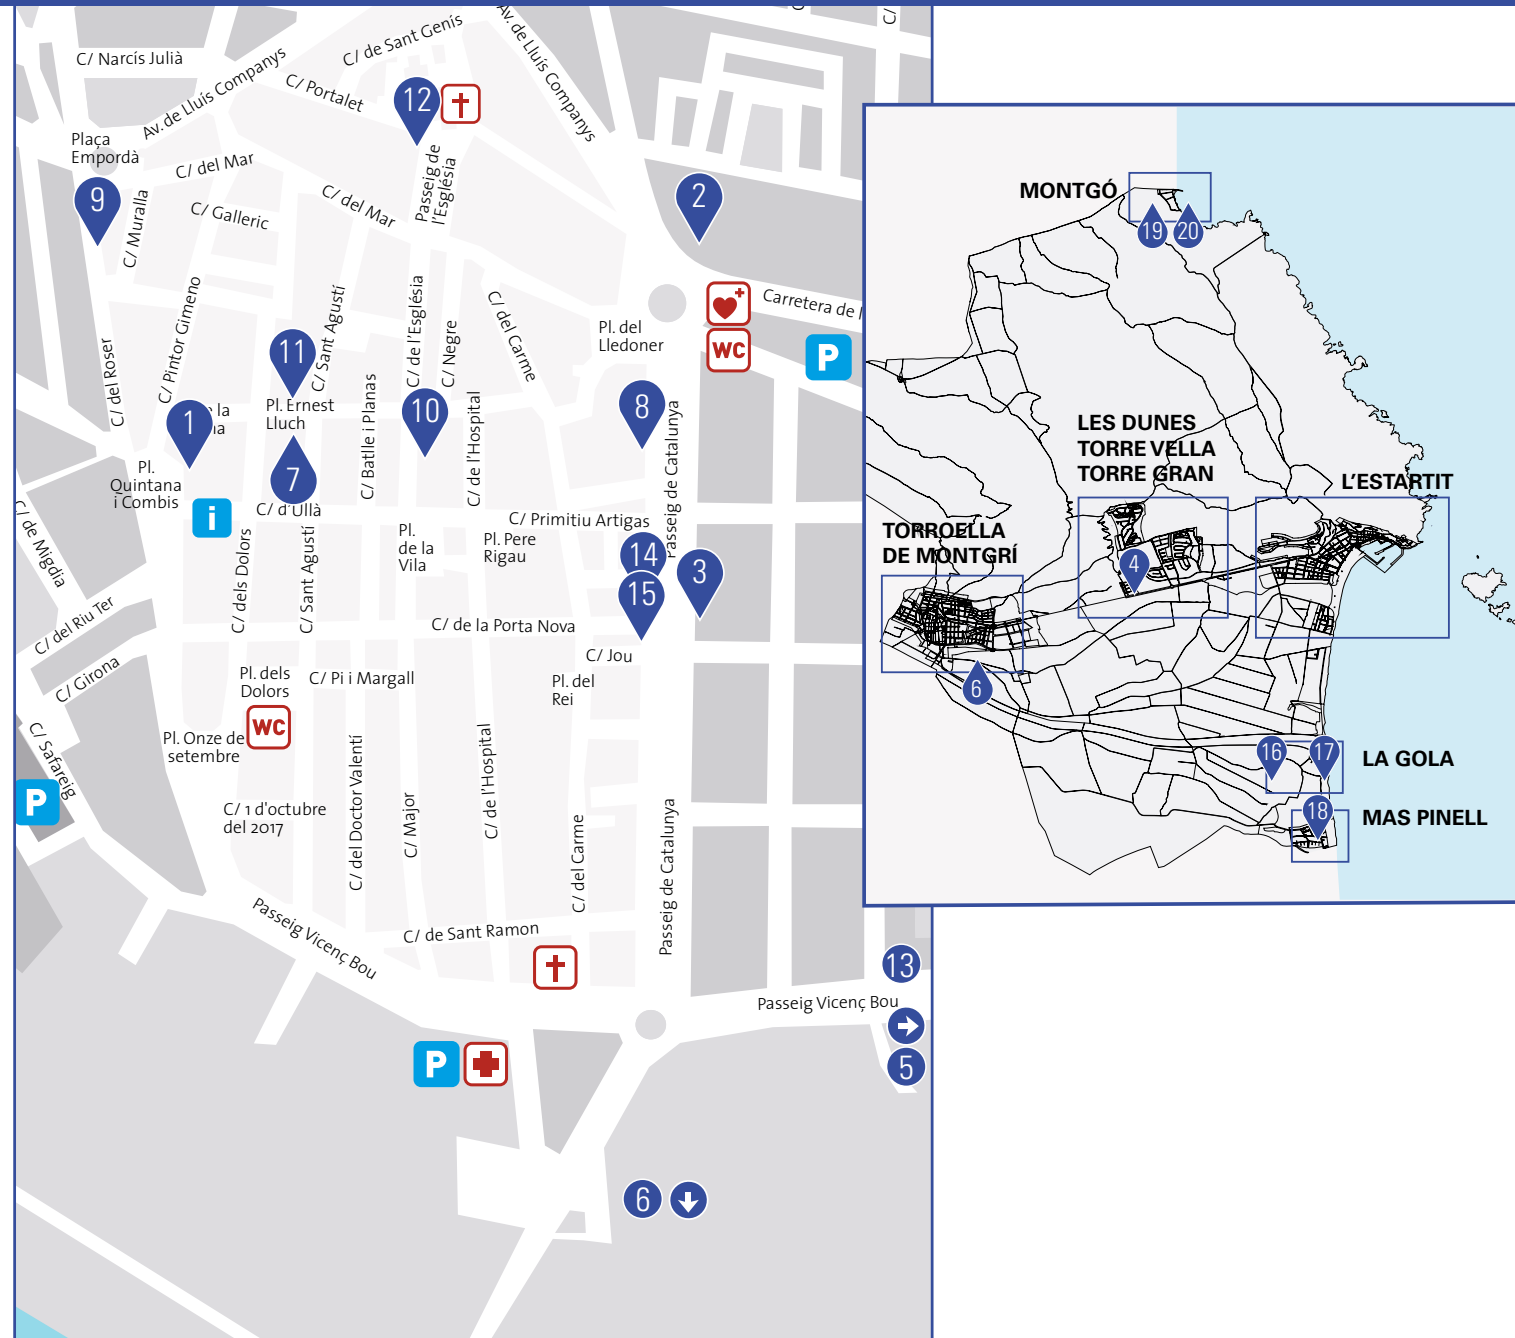 C/ Narcís Julià
Av. de Lluís Companys
C/ de Sant Genís
Av. de Lluís Companys
C/ Portalet
12
Plaça
Empordà
C/ del Mar
9
C/ Muralla
C/ Galleric
C/ del Mar
Passeig de
l'Església
2
C/ Pintor Gimeno
C/ Sant Agustí
C/ de l'Església
C/ Negre
C/ del Carme
Pl. del
Lledoner
Carretera de
WC
P
C/ del Roser
11
1
Pl. Ernest
Lluch
la
C/ Batlle i Planas
10
C/ de l'Hospital
8
Passeig de Catalunya
Pl.
Quintana
i Combis
7
i
C/ d'Ullà
C/ de Migdia
C/ dels Dolors
C/ Sant Agustí
Pl.
de la
Vila
Pl. Pere
Rigau
C/ Primitiu Artigas
14
15
3
C/ del Riu Ter
C/ de la Porta Nova
C/ Jou
C/ Girona
Pl. dels
Dolors
C/ Pi i Margall
Pl. del
Rei
WC
Pl. Onze de
setembre
C/ Safareig
P
C/ 1 d'octubre
del 2017
C/ del Doctor Valentí
C/ Major
C/ de l'Hospital
C/ del Carme
Passeig de Catalunya
Passeig Vicenç Bou
C/ de Sant Ramon
13
Passeig Vicenç Bou
5
P
6
MONTGÓ
19
20
LES DUNES
TORRE VELLA
TORRE GRAN
L'ESTARTIT
TORROELLA
DE MONTGRÍ
4
6
16
17
LA GOLA
18
MAS PINELL